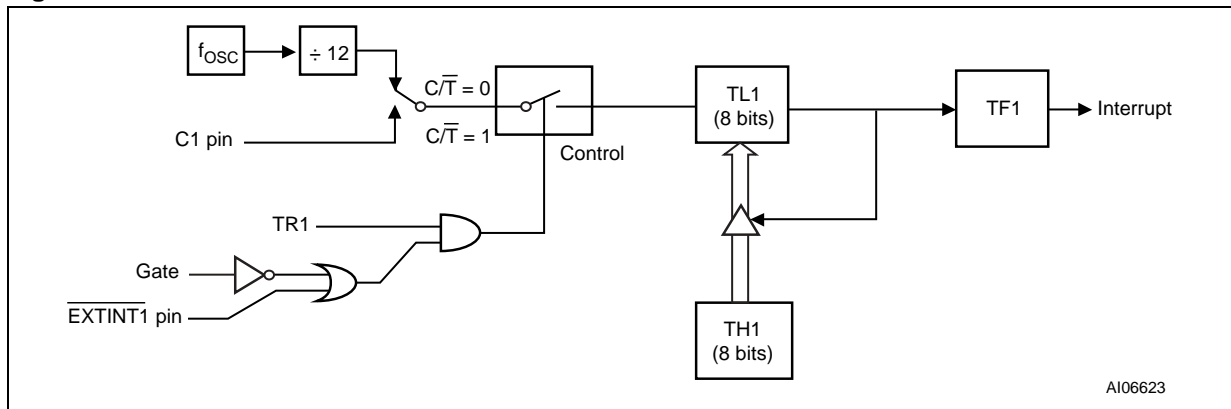 fOSC
÷ 12
C/T̅ = 0
C/T̅ = 1
C1 pin
Control
TL1
(8 bits)
TF1
Interrupt
TR1
Gate
E̅X̅T̅I̅N̅T̅1̅ pin
TH1
(8 bits)
AI06623